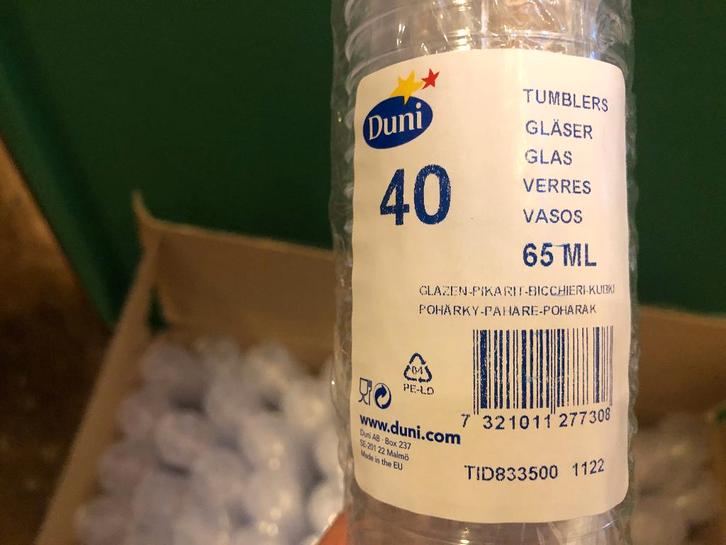 Duni
40
TUMBLERS
GLÄSER
GLAS
VERRES
VASOS
65 ML
GLAZEN-PIKARIT-BICCHIERI-KUBKI
POHÁRKY-PAHARE-POHARAK
04
PE-LD
www.duni.com
Duni AB · Box 237
SE-201 22 Malmö
Made in the EU
7 321011 277308
TID833500 1122